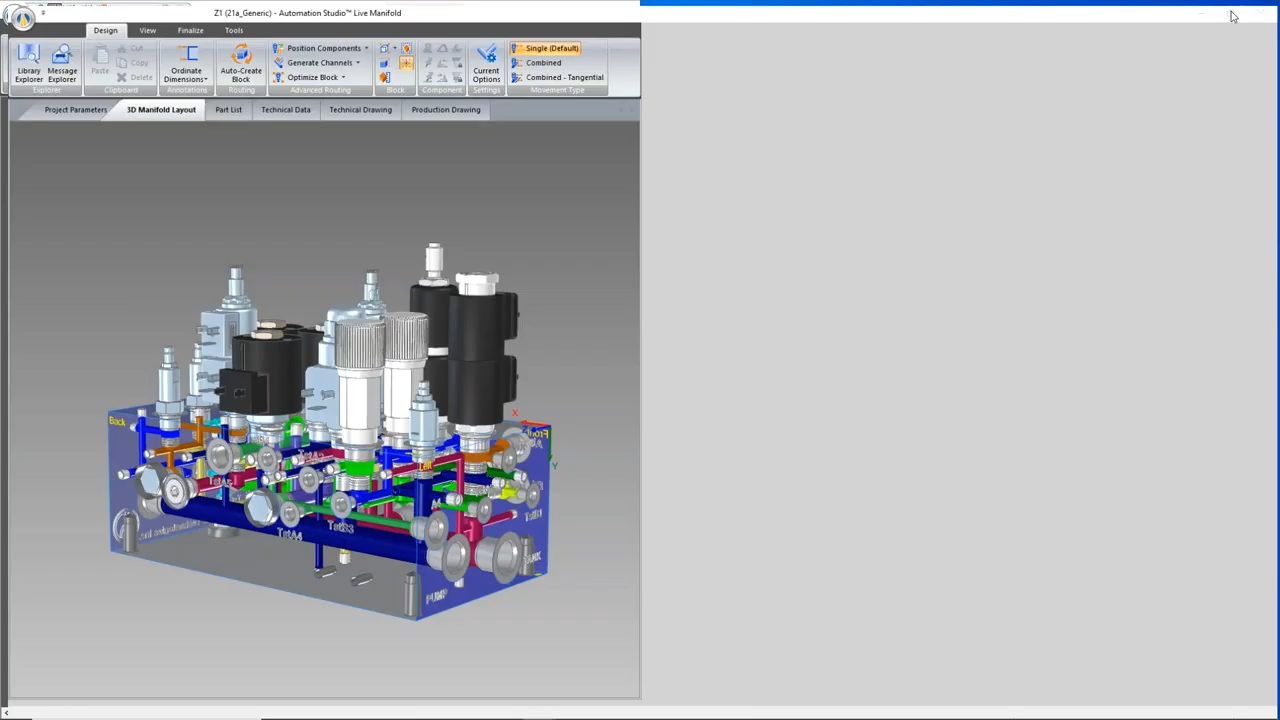 Z1 (21a_Generic) - Automation Studio™ Live Manifold
Design View Finalize Tools
Library Explorer
Message Explorer
Explorer
Paste
Cut
Copy
Delete
Clipboard
Ordinate Dimensions
Annotations
Auto-Create Block
Routing
Position Components
Generate Channels
Optimize Block
Advanced Routing
Block
Component
Current Options
Settings
Single (Default)
Combined
Combined - Tangential
Movement Type
Project Parameters 3D Manifold Layout Part List Technical Data Technical Drawing Production Drawing
X
Back
Front
Y
Left
TstB3
TstA4
PUMP